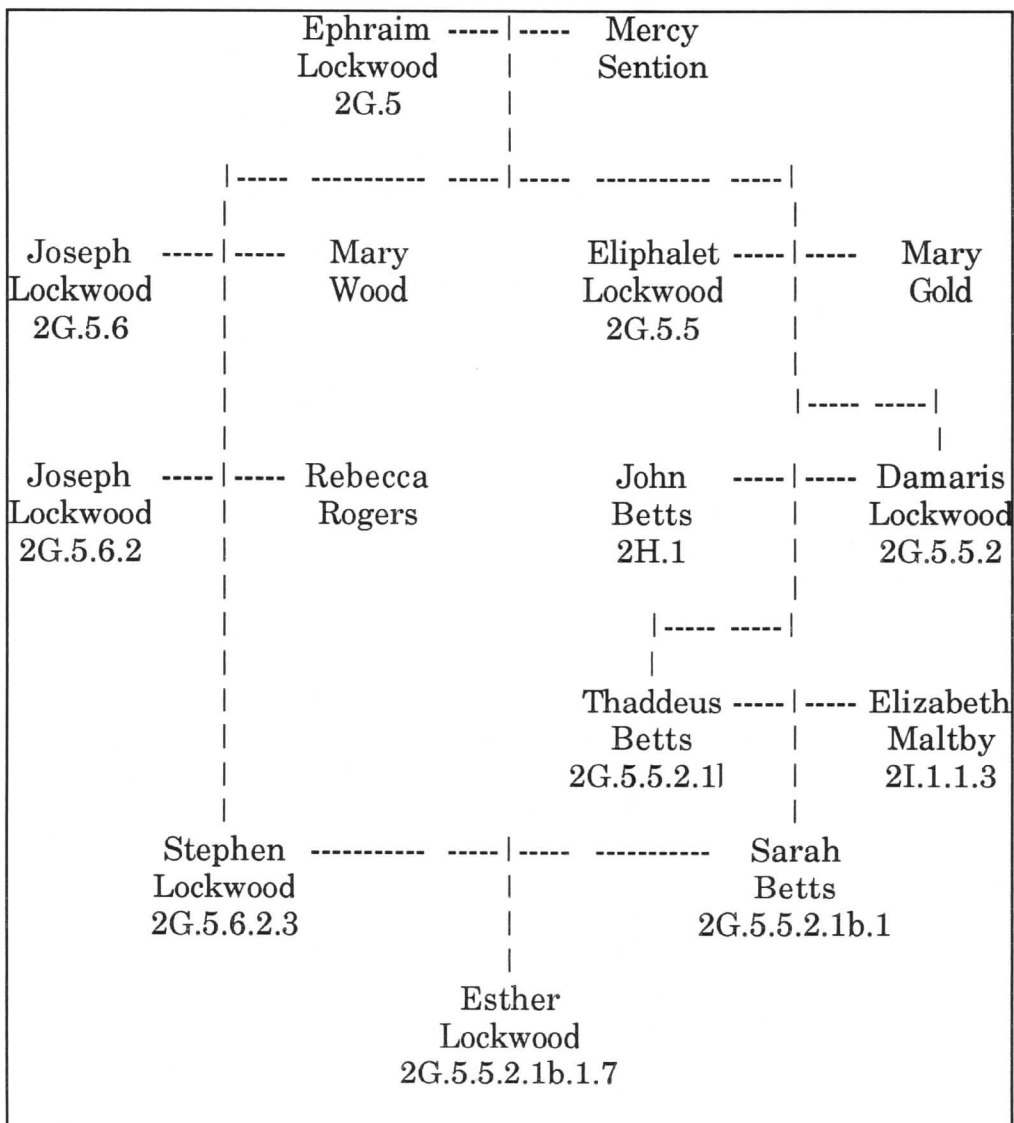 Ephraim ----- | ----- Mercy
Lockwood Sention
2G.5
Joseph ----- | ----- Mary Eliphalet ----- | ----- Mary
Lockwood Wood Lockwood Gold
2G.5.6 2G.5.5
Joseph ----- | ----- Rebecca John ----- | ----- Damaris
Lockwood Rogers Betts Lockwood
2G.5.6.2 2H.1 2G.5.5.2
Thaddeus ----- | ----- Elizabeth
Betts Maltby
2G.5.5.2.1l 2I.1.1.3
Stephen ----------- ----- | ----- ----------- Sarah
Lockwood Betts
2G.5.6.2.3 2G.5.5.2.1b.1
Esther
Lockwood
2G.5.5.2.1b.1.7